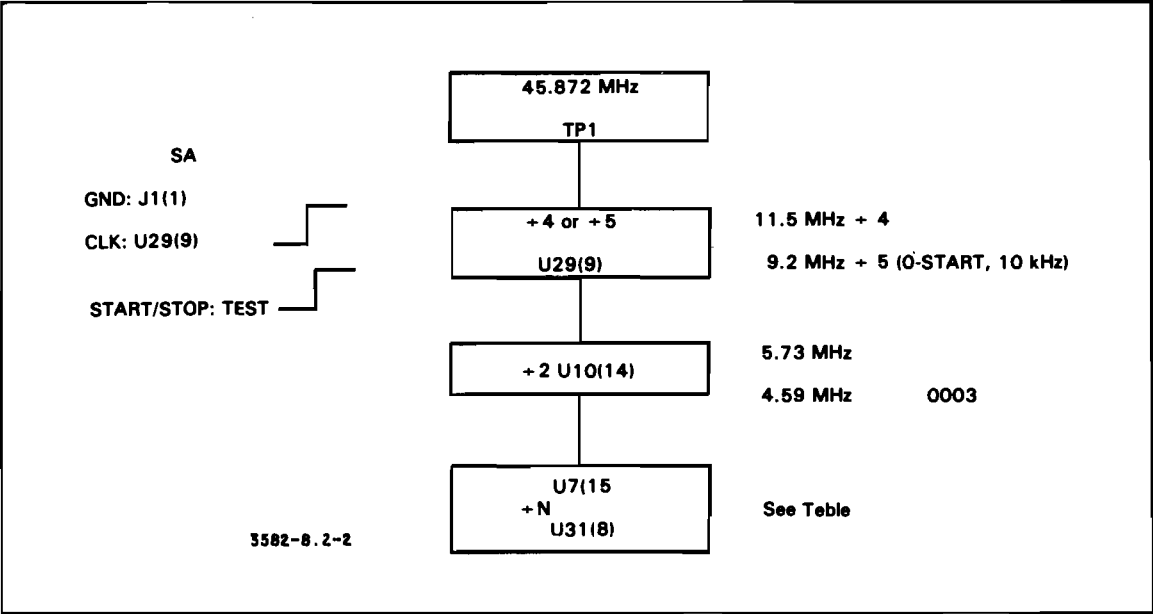 45.872 MHz
TP1
SA
GND: J1(1)
CLK: U29(9)
START/STOP: TEST
÷4 or ÷5
U29(9)
11.5 MHz ÷ 4
9.2 MHz ÷ 5 (0-START, 10 kHz)
÷2 U10(14)
5.73 MHz
4.59 MHz 0003
U7(15
÷N
U31(8)
See Teble
3582-8.2-2